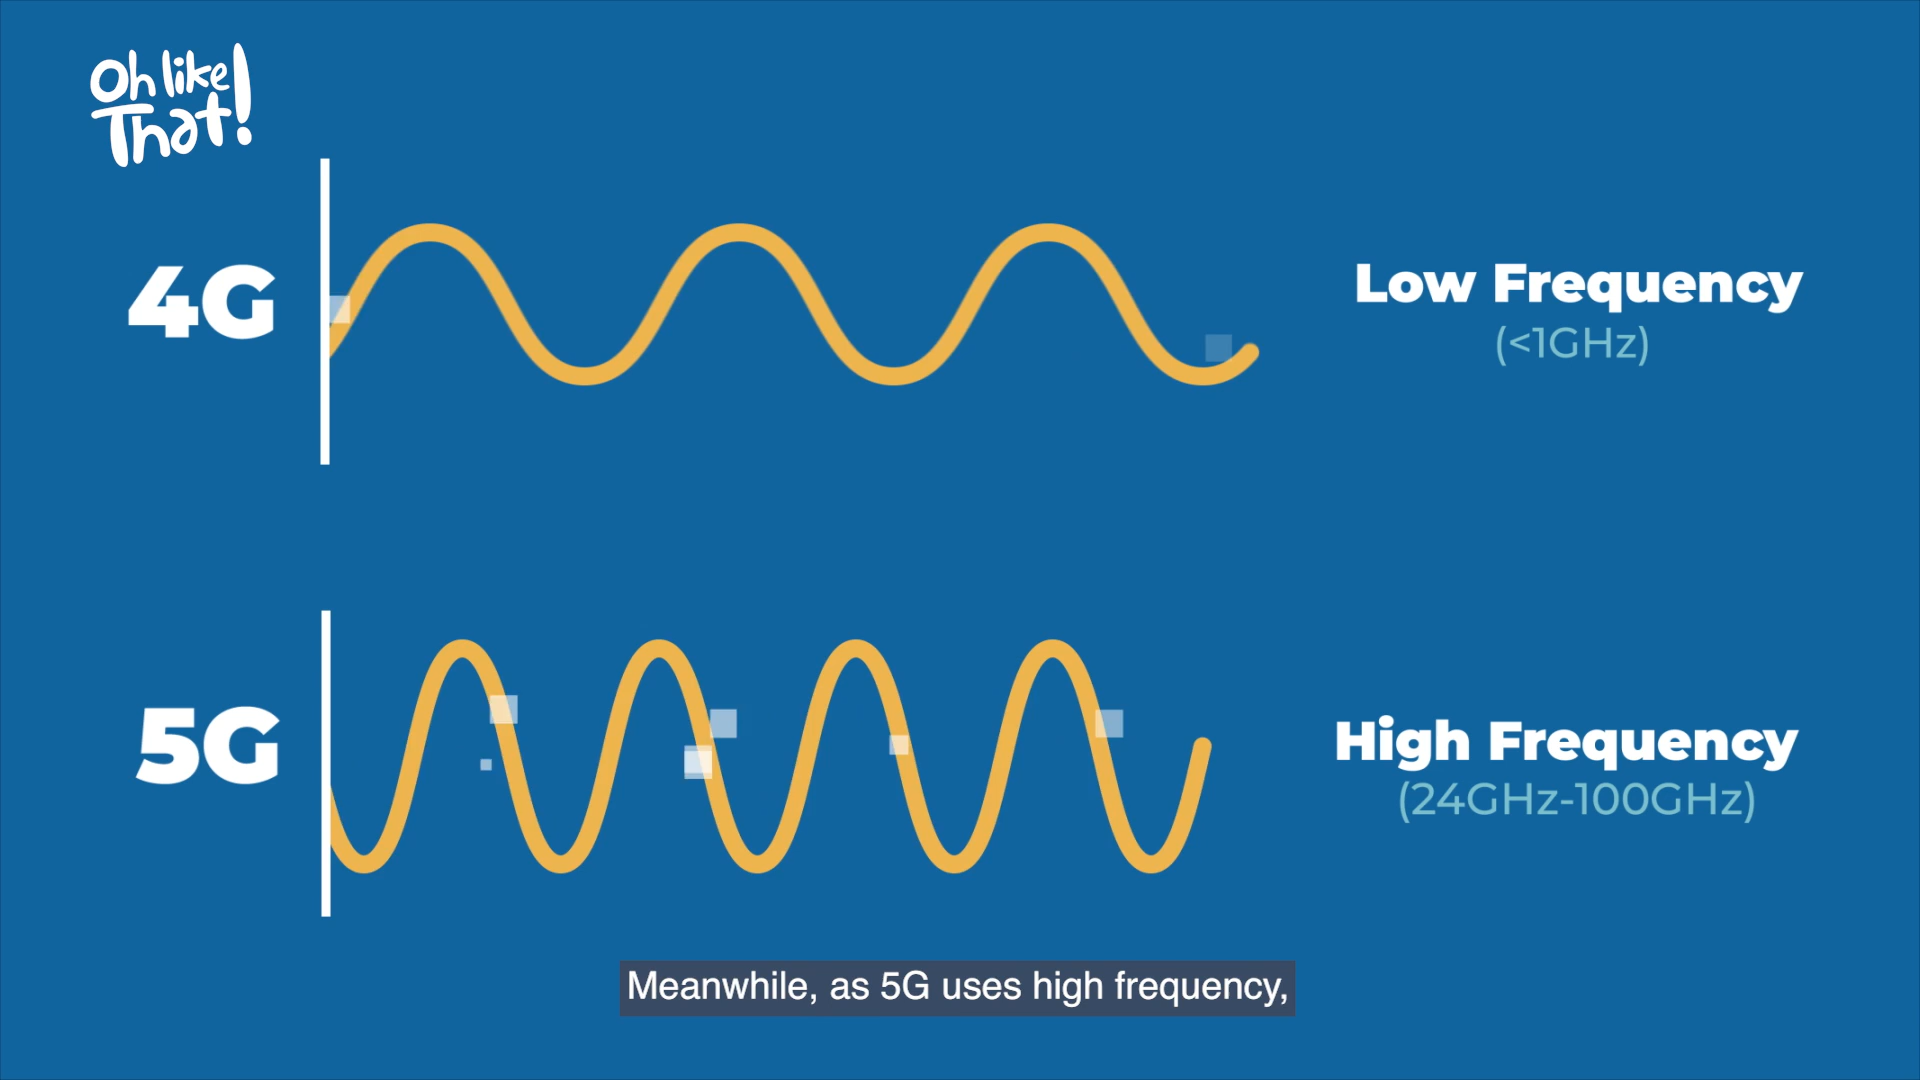 Oh like
That!
4G
Low Frequency
(<1GHz)
5G
High Frequency
(24GHz-100GHz)
Meanwhile, as 5G uses high frequency,